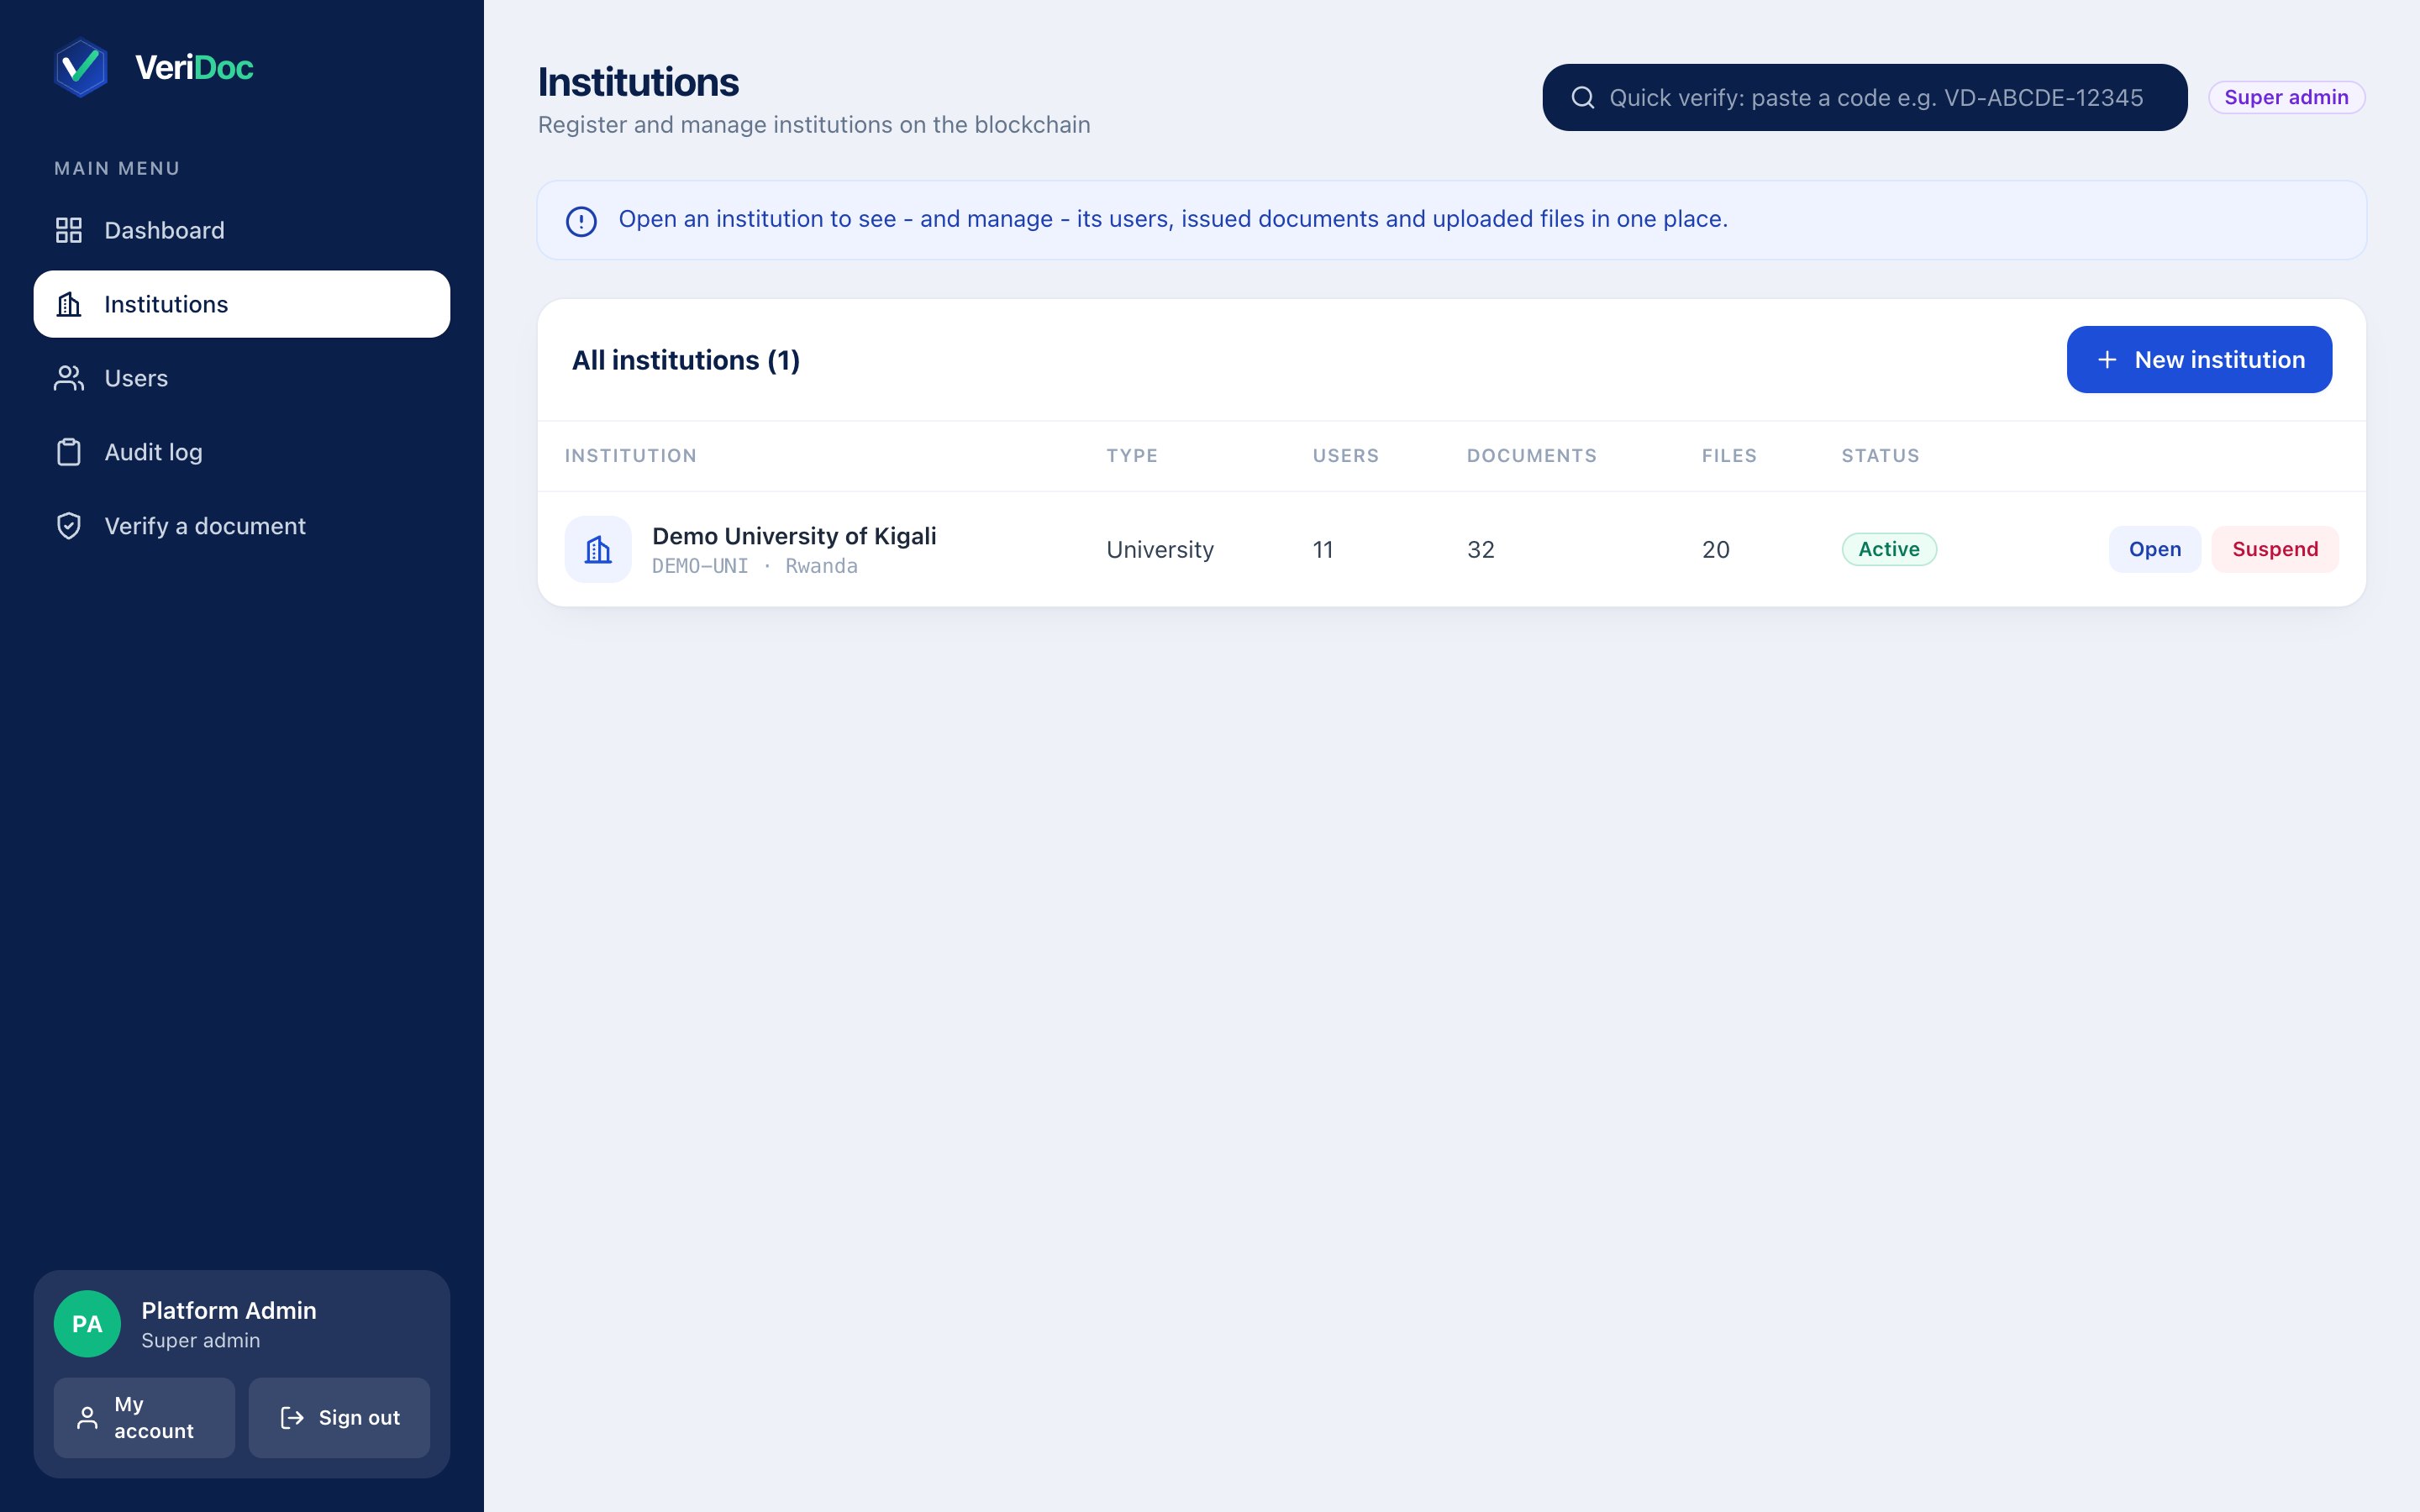 VeriDoc
MAIN MENU
Dashboard
Institutions
Users
Audit log
Verify a document
PA
Platform Admin
Super admin
My
account
Sign out
Institutions
Register and manage institutions on the blockchain
Quick verify: paste a code e.g. VD-ABCDE-12345
Super admin
Open an institution to see - and manage - its users, issued documents and uploaded files in one place.
All institutions (1)
New institution
INSTITUTION TYPE USERS DOCUMENTS FILES STATUS
Demo University of Kigali
DEMO-UNI · Rwanda
University 11 32 20 Active Open Suspend